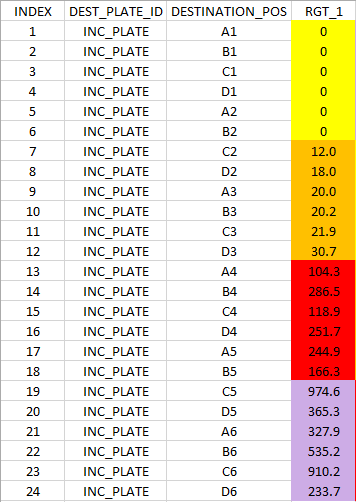 INDEX DEST_PLATE_ID DESTINATION_POS RGT_1
1 INC_PLATE A1 0
2 INC_PLATE B1 0
3 INC_PLATE C1 0
4 INC_PLATE D1 0
5 INC_PLATE A2 0
6 INC_PLATE B2 0
7 INC_PLATE C2 12.0
8 INC_PLATE D2 18.0
9 INC_PLATE A3 20.0
10 INC_PLATE B3 20.2
11 INC_PLATE C3 21.9
12 INC_PLATE D3 30.7
13 INC_PLATE A4 104.3
14 INC_PLATE B4 286.5
15 INC_PLATE C4 118.9
16 INC_PLATE D4 251.7
17 INC_PLATE A5 244.9
18 INC_PLATE B5 166.3
19 INC_PLATE C5 974.6
20 INC_PLATE D5 365.3
21 INC_PLATE A6 327.9
22 INC_PLATE B6 535.2
23 INC_PLATE C6 910.2
24 INC_PLATE D6 233.7